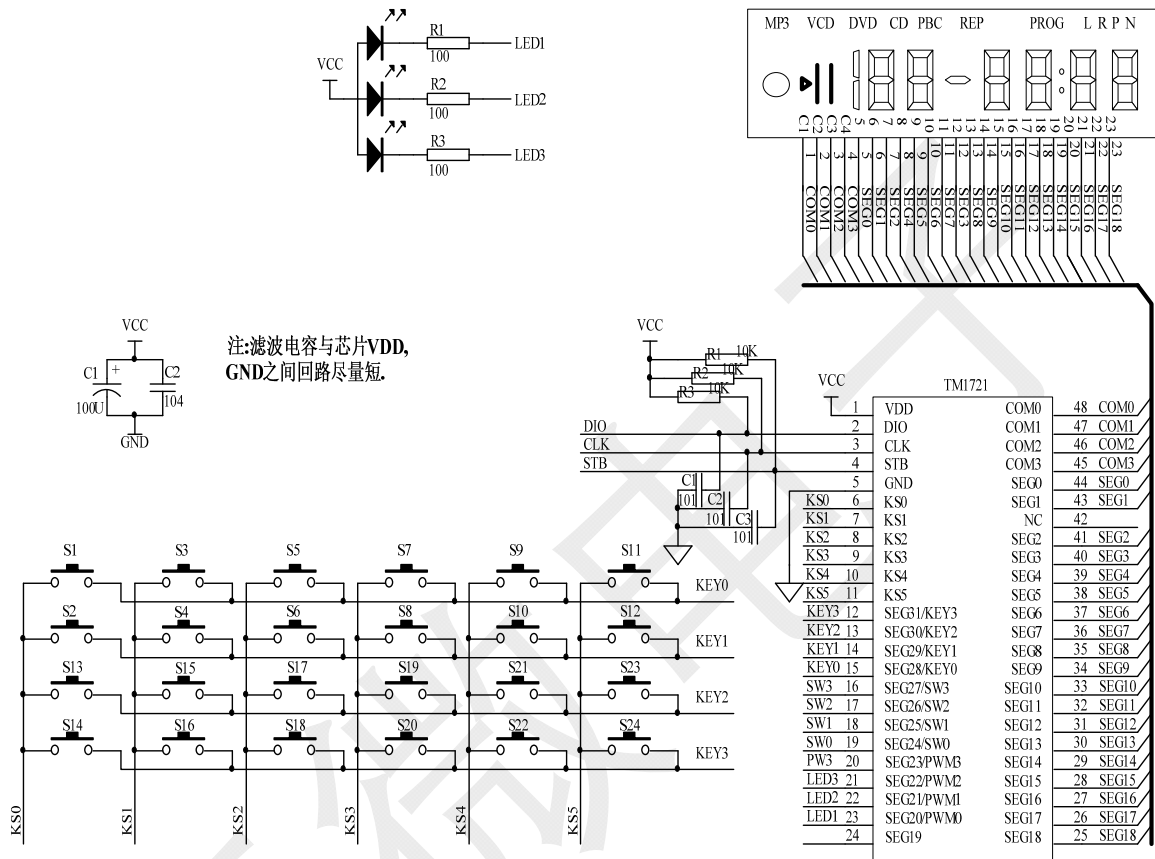 MP3 VCD DVD CD PBC REP PROG L R P N
C1 C2 C3 C4 5 6 7 8 9 10 11 12 13 14 15 16 17 18 19 20 21 22 23
1 2 3 4 5 6 7 8 9 10 11 12 13 14 15 16 17 18 19 20 21 22 23
COM0 COM1 COM2 COM3 SEG0 SEG1 SEG2 SEG4 SEG5 SEG6 SEG7 SEG3 SEG8 SEG9 SEG10 SEG11 SEG12 SEG13 SEG14 SEG15 SEG16 SEG17 SEG18
VCC
R1 100 LED1
R2 100 LED2
R3 100 LED3
VCC
C1 + C2
100U 104
GND
注:滤波电容与芯片VDD,
GND之间回路尽量短.
VCC
R1 10K
R2 10K
R3 10K
DIO
CLK
STB
C1 101
C2 101
C3 101
VCC
TM1721
1 VDD COM0 48 COM0
2 DIO COM1 47 COM1
3 CLK COM2 46 COM2
4 STB COM3 45 COM3
5 GND SEG0 44 SEG0
KS0 6 KS0 SEG1 43 SEG1
KS1 7 KS1 NC 42
KS2 8 KS2 SEG2 41 SEG2
KS3 9 KS3 SEG3 40 SEG3
KS4 10 KS4 SEG4 39 SEG4
KS5 11 KS5 SEG5 38 SEG5
KEY3 12 SEG31/KEY3 SEG6 37 SEG6
KEY2 13 SEG30/KEY2 SEG7 36 SEG7
KEY1 14 SEG29/KEY1 SEG8 35 SEG8
KEY0 15 SEG28/KEY0 SEG9 34 SEG9
SW3 16 SEG27/SW3 SEG10 33 SEG10
SW2 17 SEG26/SW2 SEG11 32 SEG11
SW1 18 SEG25/SW1 SEG12 31 SEG12
SW0 19 SEG24/SW0 SEG13 30 SEG13
PW3 20 SEG23/PWM3 SEG14 29 SEG14
LED3 21 SEG22/PWM2 SEG15 28 SEG15
LED2 22 SEG21/PWM1 SEG16 27 SEG16
LED1 23 SEG20/PWM0 SEG17 26 SEG17
24 SEG19 SEG18 25 SEG18
S1 S3 S5 S7 S9 S11
KEY0
S2 S4 S6 S8 S10 S12
KEY1
S13 S15 S17 S19 S21 S23
KEY2
S14 S16 S18 S20 S22 S24
KEY3
KS0 KS1 KS2 KS3 KS4 KS5